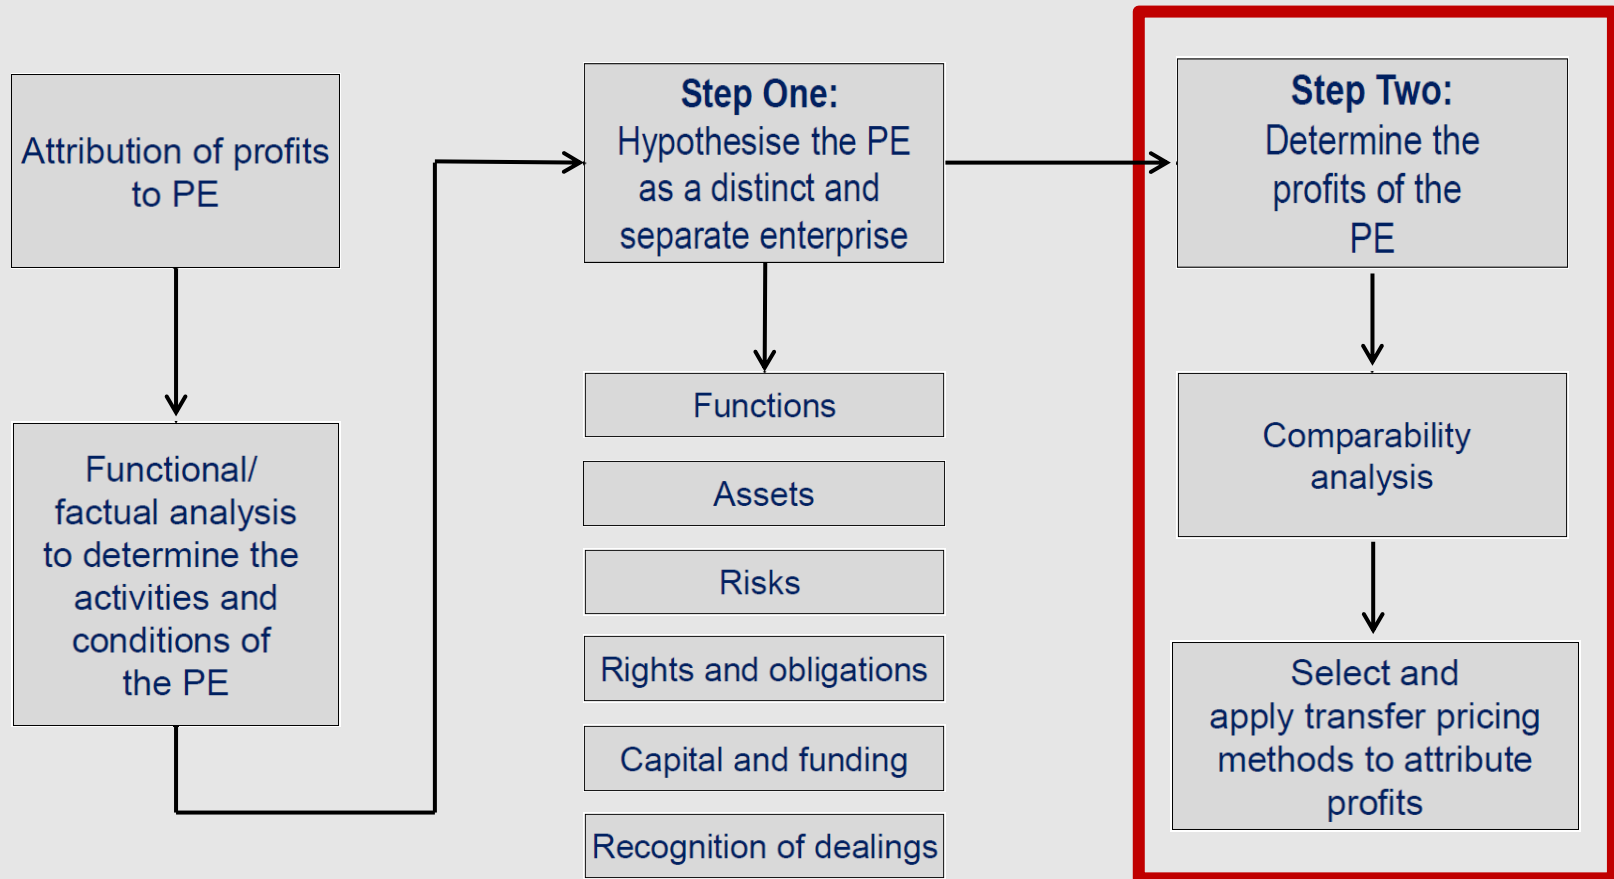 Attribution of profits
to PE
Functional/
factual analysis
to determine the
activities and
conditions of
the PE
Step One:
Hypothesise the PE
as a distinct and
separate enterprise
Functions
Assets
Risks
Rights and obligations
Capital and funding
Recognition of dealings
Step Two:
Determine the
profits of the
PE
Comparability
analysis
Select and
apply transfer pricing
methods to attribute
profits